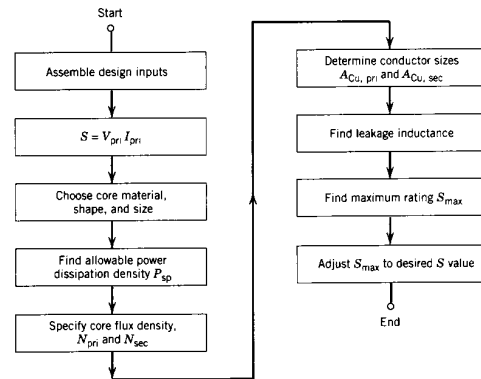 Start
Assemble design inputs
S = V_pri I_pri
Choose core material,
shape, and size
Find allowable power
dissipation density P_sp
Specify core flux density,
N_pri and N_sec
Determine conductor sizes
A_Cu, pri and A_Cu, sec
Find leakage inductance
Find maximum rating S_max
Adjust S_max to desired S value
End